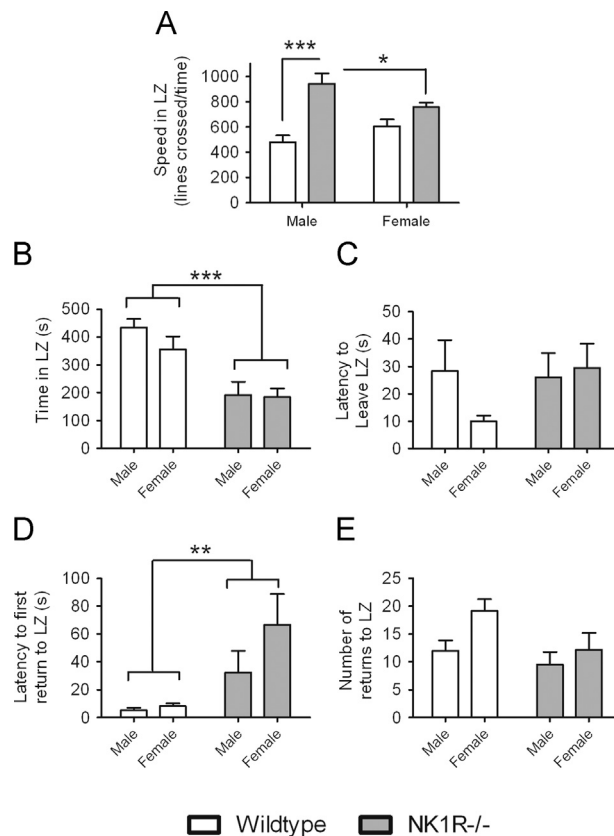 A
Speed in LZ
(lines crossed/time)
1000
800
600
400
200
0
***
*
Male
Female
B
Time in LZ (s)
500
400
300
200
100
0
***
Male
Female
Male
Female
C
Latency to
Leave LZ (s)
50
40
30
20
10
0
Male
Female
Male
Female
D
Latency to first
return to LZ (s)
100
80
60
40
20
0
**
Male
Female
Male
Female
E
Number of
returns to LZ
25
20
15
10
5
0
Male
Female
Male
Female
Wildtype
NK1R-/-